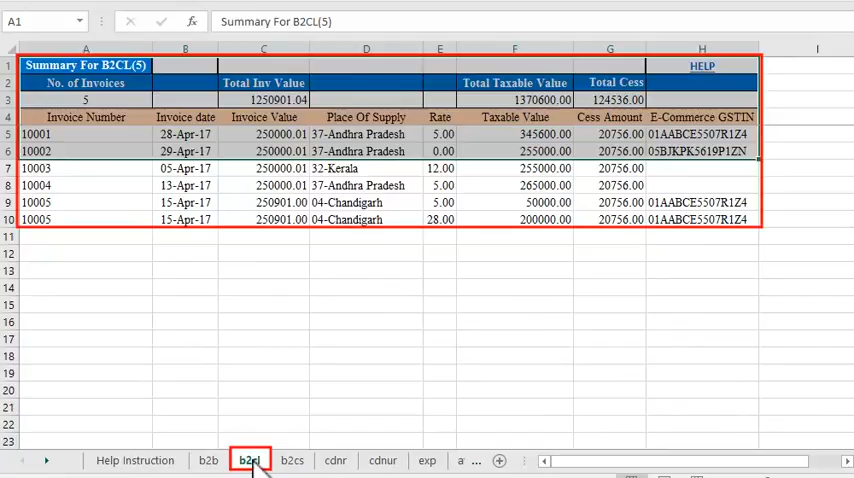 A1 fx Summary For B2CL(5)
A B C D E F G H I
1 Summary For B2CL(5) HELP
2 No. of Invoices Total Inv Value Total Taxable Value Total Cess
3 5 1250901.04 1370600.00 124536.00
4 Invoice Number Invoice date Invoice Value Place Of Supply Rate Taxable Value Cess Amount E-Commerce GSTIN
5 10001 28-Apr-17 250000.01 37-Andhra Pradesh 5.00 345600.00 20756.00 01AABCE5507R1Z4
6 10002 29-Apr-17 250000.01 37-Andhra Pradesh 0.00 255000.00 20756.00 05BJKPK5619P1ZN
7 10003 05-Apr-17 250000.01 32-Kerala 12.00 255000.00 20756.00
8 10004 13-Apr-17 250000.01 37-Andhra Pradesh 5.00 265000.00 20756.00
9 10005 15-Apr-17 250901.00 04-Chandigarh 5.00 50000.00 20756.00 01AABCE5507R1Z4
10 10005 15-Apr-17 250901.00 04-Chandigarh 28.00 200000.00 20756.00 01AABCE5507R1Z4
11
12
13
14
15
16
17
18
19
20
21
22
23
Help Instruction b2b b2cl b2cs cdnr cdnur exp a ...